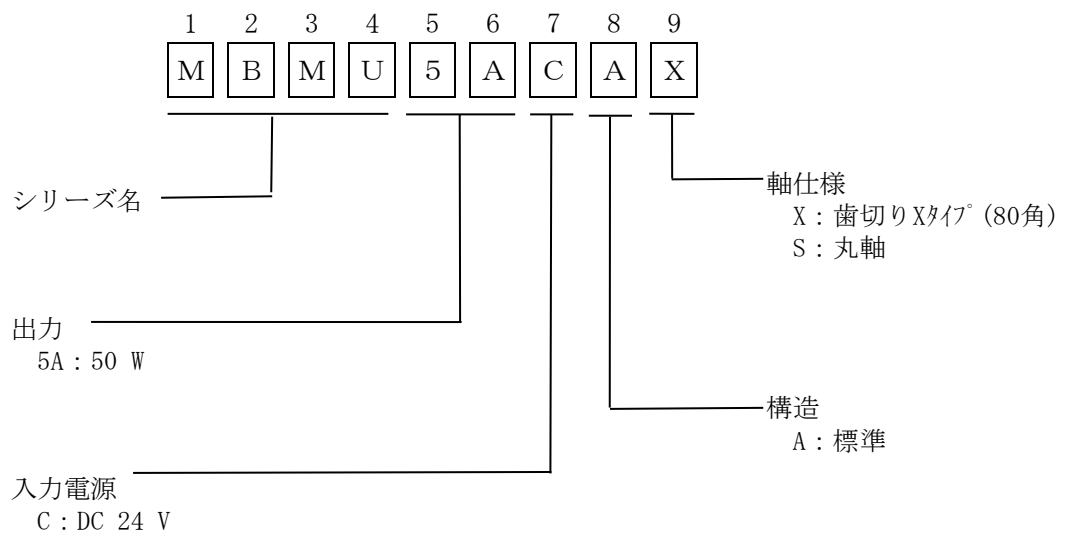 1 2 3 4 5 6 7 8 9
M B M U 5 A C A X
シリーズ名
軸仕様
X：歯切りXﾀｲﾌﾟ(80角)
S：丸軸
出力
5A：50 W
構造
A：標準
入力電源
C：DC 24 V